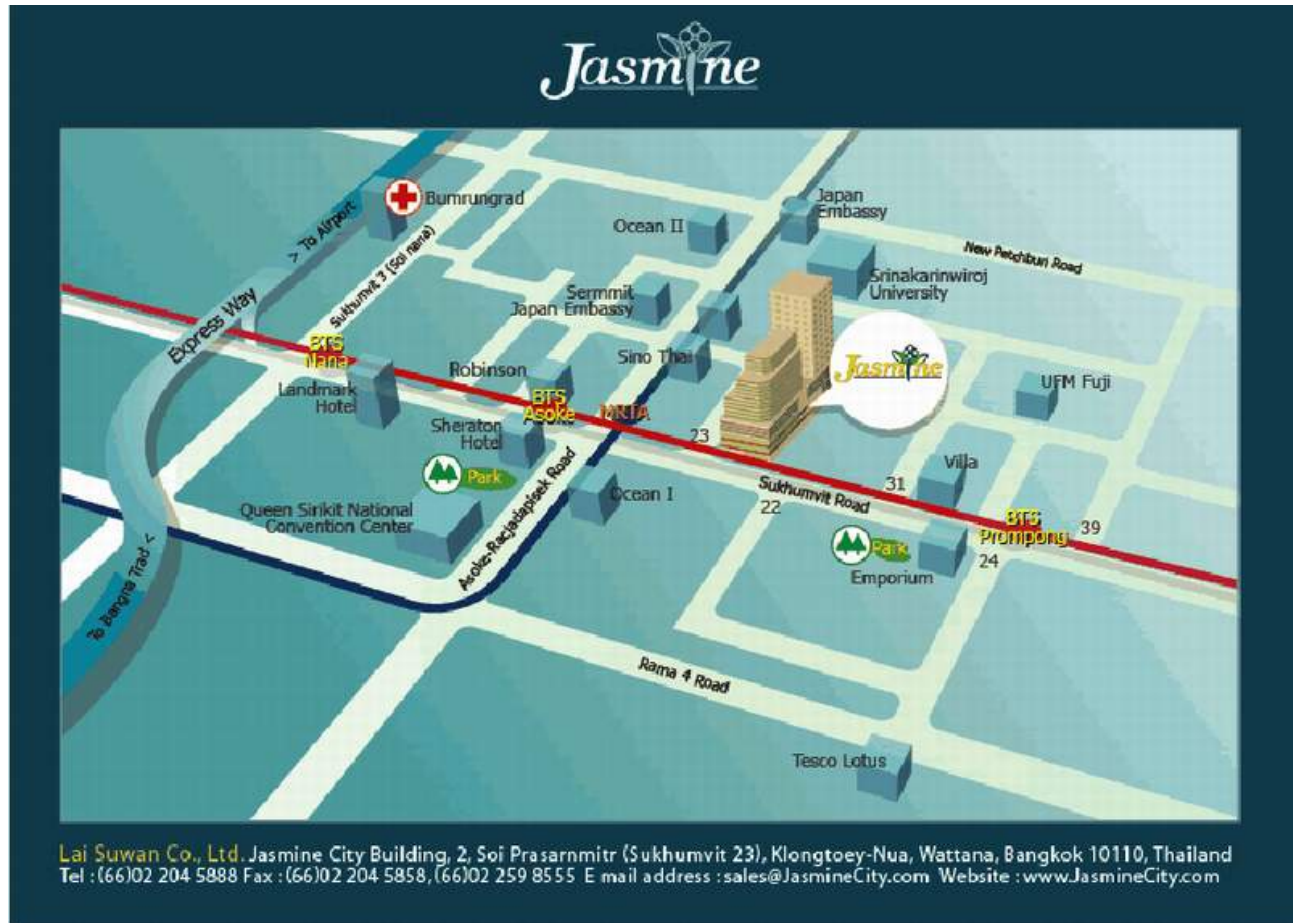 Jasmine
Bumrungrad
> To Airport
Sukhumvit 3 (Soi nana)
Express Way
Japan
Embassy
Ocean II
New Petchburi Road
Srinakarinwiroj
University
Sermmit
Japan Embassy
Jasmine
BTS
Nana
Sino Thai
Robinson
UFM Fuji
Landmark
Hotel
BTS
Asoke
MRTA
Sheraton
Hotel
23
Park
Villa
31
Sukhumvit Road
22
Ocean I
Queen Sirikit National
Convention Center
Asoke-Racjadapisek Road
BTS
Prompong
39
Park
24
Emporium
To Bangna Trad <
Rama 4 Road
Tesco Lotus
Lai Suwan Co., Ltd. Jasmine City Building, 2, Soi Prasarnmitr (Sukhumvit 23), Klongtoey-Nua, Wattana, Bangkok 10110, Thailand
Tel : (66)02 204 5888 Fax : (66)02 204 5858, (66)02 259 8555 E mail address : sales@JasmineCity.com Website : www.JasmineCity.com